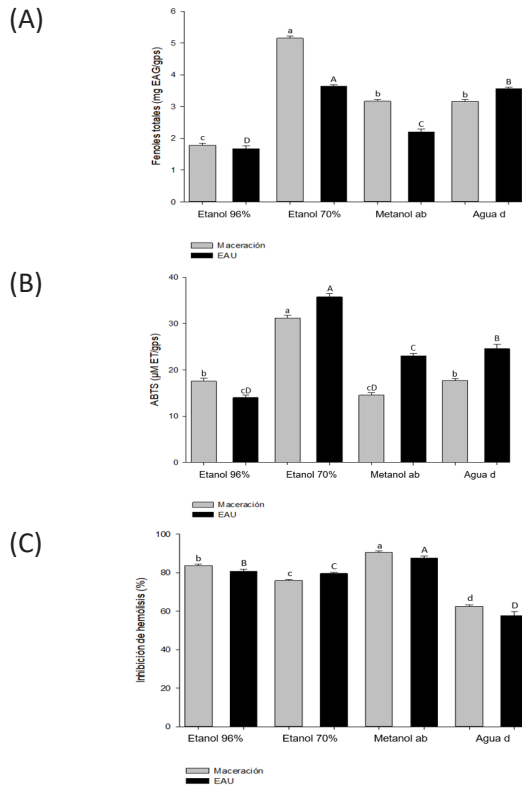 (A)
Fenoles totales (mg EAG/gps)
6
5
4
3
2
1
0
c
D
a
A
b
C
b
B
Etanol 96%
Etanol 70%
Metanol ab
Agua d
Maceración
EAU
(B)
ABTS (µM ET/gps)
40
30
20
10
0
b
cD
a
A
cD
C
b
B
Etanol 96%
Etanol 70%
Metanol ab
Agua d
Maceración
EAU
(C)
Inhibición de hemólisis (%)
100
80
60
40
20
0
b
B
c
C
a
A
d
D
Etanol 96%
Etanol 70%
Metanol ab
Agua d
Maceración
EAU